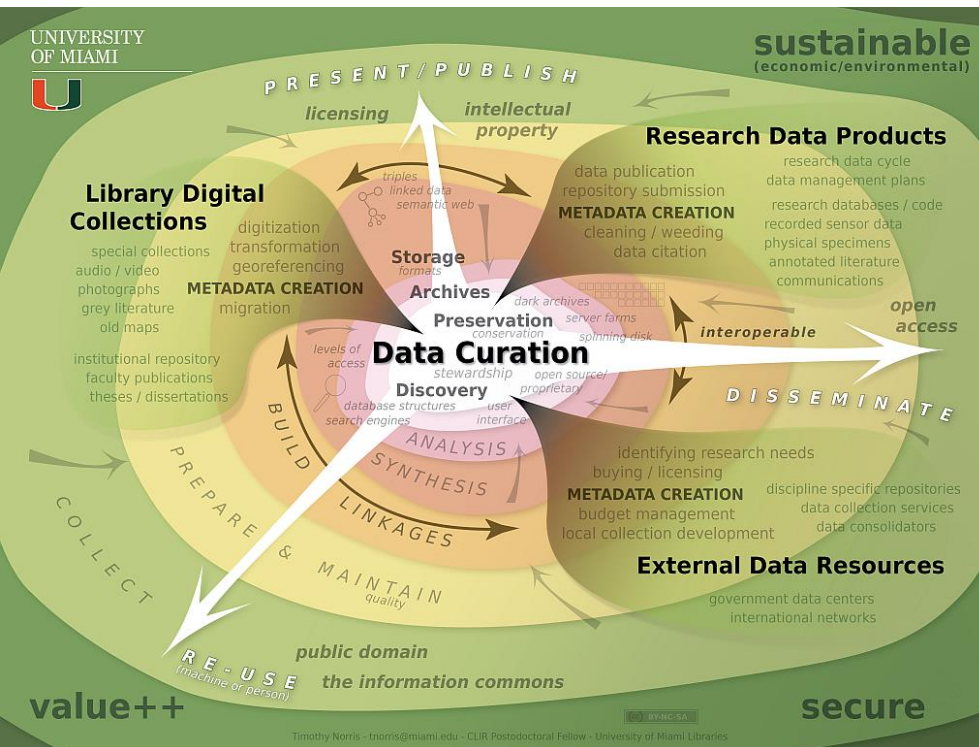 UNIVERSITY
OF MIAMI
sustainable
(economic/environmental)
PRESENT/PUBLISH
licensing
intellectual
property
Research Data Products
data publication
repository submission
METADATA CREATION
cleaning / weeding
data citation
research data cycle
data management plans
research databases / code
recorded sensor data
physical specimens
annotated literature
communications
Library Digital
Collections
special collections
audio / video
photographs
grey literature
old maps
institutional repository
faculty publications
theses / dissertations
digitization
transformation
georeferencing
METADATA CREATION
migration
triples
linked data
semantic web
Storage
formats
Archives
dark archives
Preservation
conservation
server farms
spinning disk
levels of
access
Data Curation
stewardship
open source/
proprietary
Discovery
database structures
search engines
user
interface
interoperable
open
access
DISSEMINATE
ANALYSIS
SYNTHESIS
BUILD
LINKAGES
PREPARE & MAINTAIN
quality
COLLECT
identifying research needs
buying / licensing
METADATA CREATION
budget management
local collection development
discipline specific repositories
data collection services
data consolidators
External Data Resources
government data centers
international networks
RE-USE
(machine or person)
public domain
the information commons
value++
secure
BY-NC-SA
Timothy Norris - tnorris@miami.edu - CLIR Postdoctoral Fellow - University of Miami Libraries